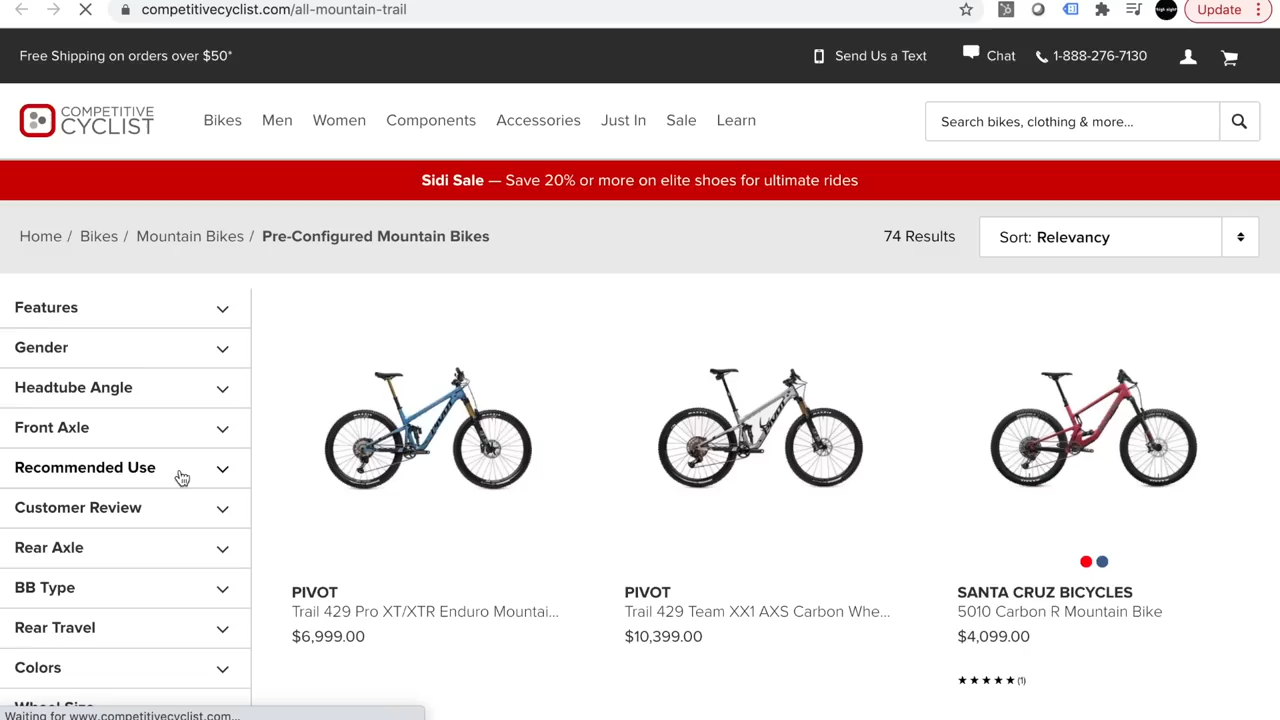 competitivecyclist.com/all-mountain-trail
Update
Free Shipping on orders over $50*
Send Us a Text
Chat
1-888-276-7130
COMPETITIVE
CYCLIST
Bikes
Men
Women
Components
Accessories
Just In
Sale
Learn
Search bikes, clothing & more...
Sidi Sale — Save 20% or more on elite shoes for ultimate rides
Home / Bikes / Mountain Bikes / Pre-Configured Mountain Bikes
74 Results
Sort: Relevancy
Features
Gender
Headtube Angle
Front Axle
Recommended Use
Customer Review
Rear Axle
BB Type
Rear Travel
Colors
Wheel Size
PIVOT
Trail 429 Pro XT/XTR Enduro Mountai...
$6,999.00
PIVOT
Trail 429 Team XX1 AXS Carbon Whe...
$10,399.00
SANTA CRUZ BICYCLES
5010 Carbon R Mountain Bike
$4,099.00
(1)
Waiting for www.competitivecyclist.com...